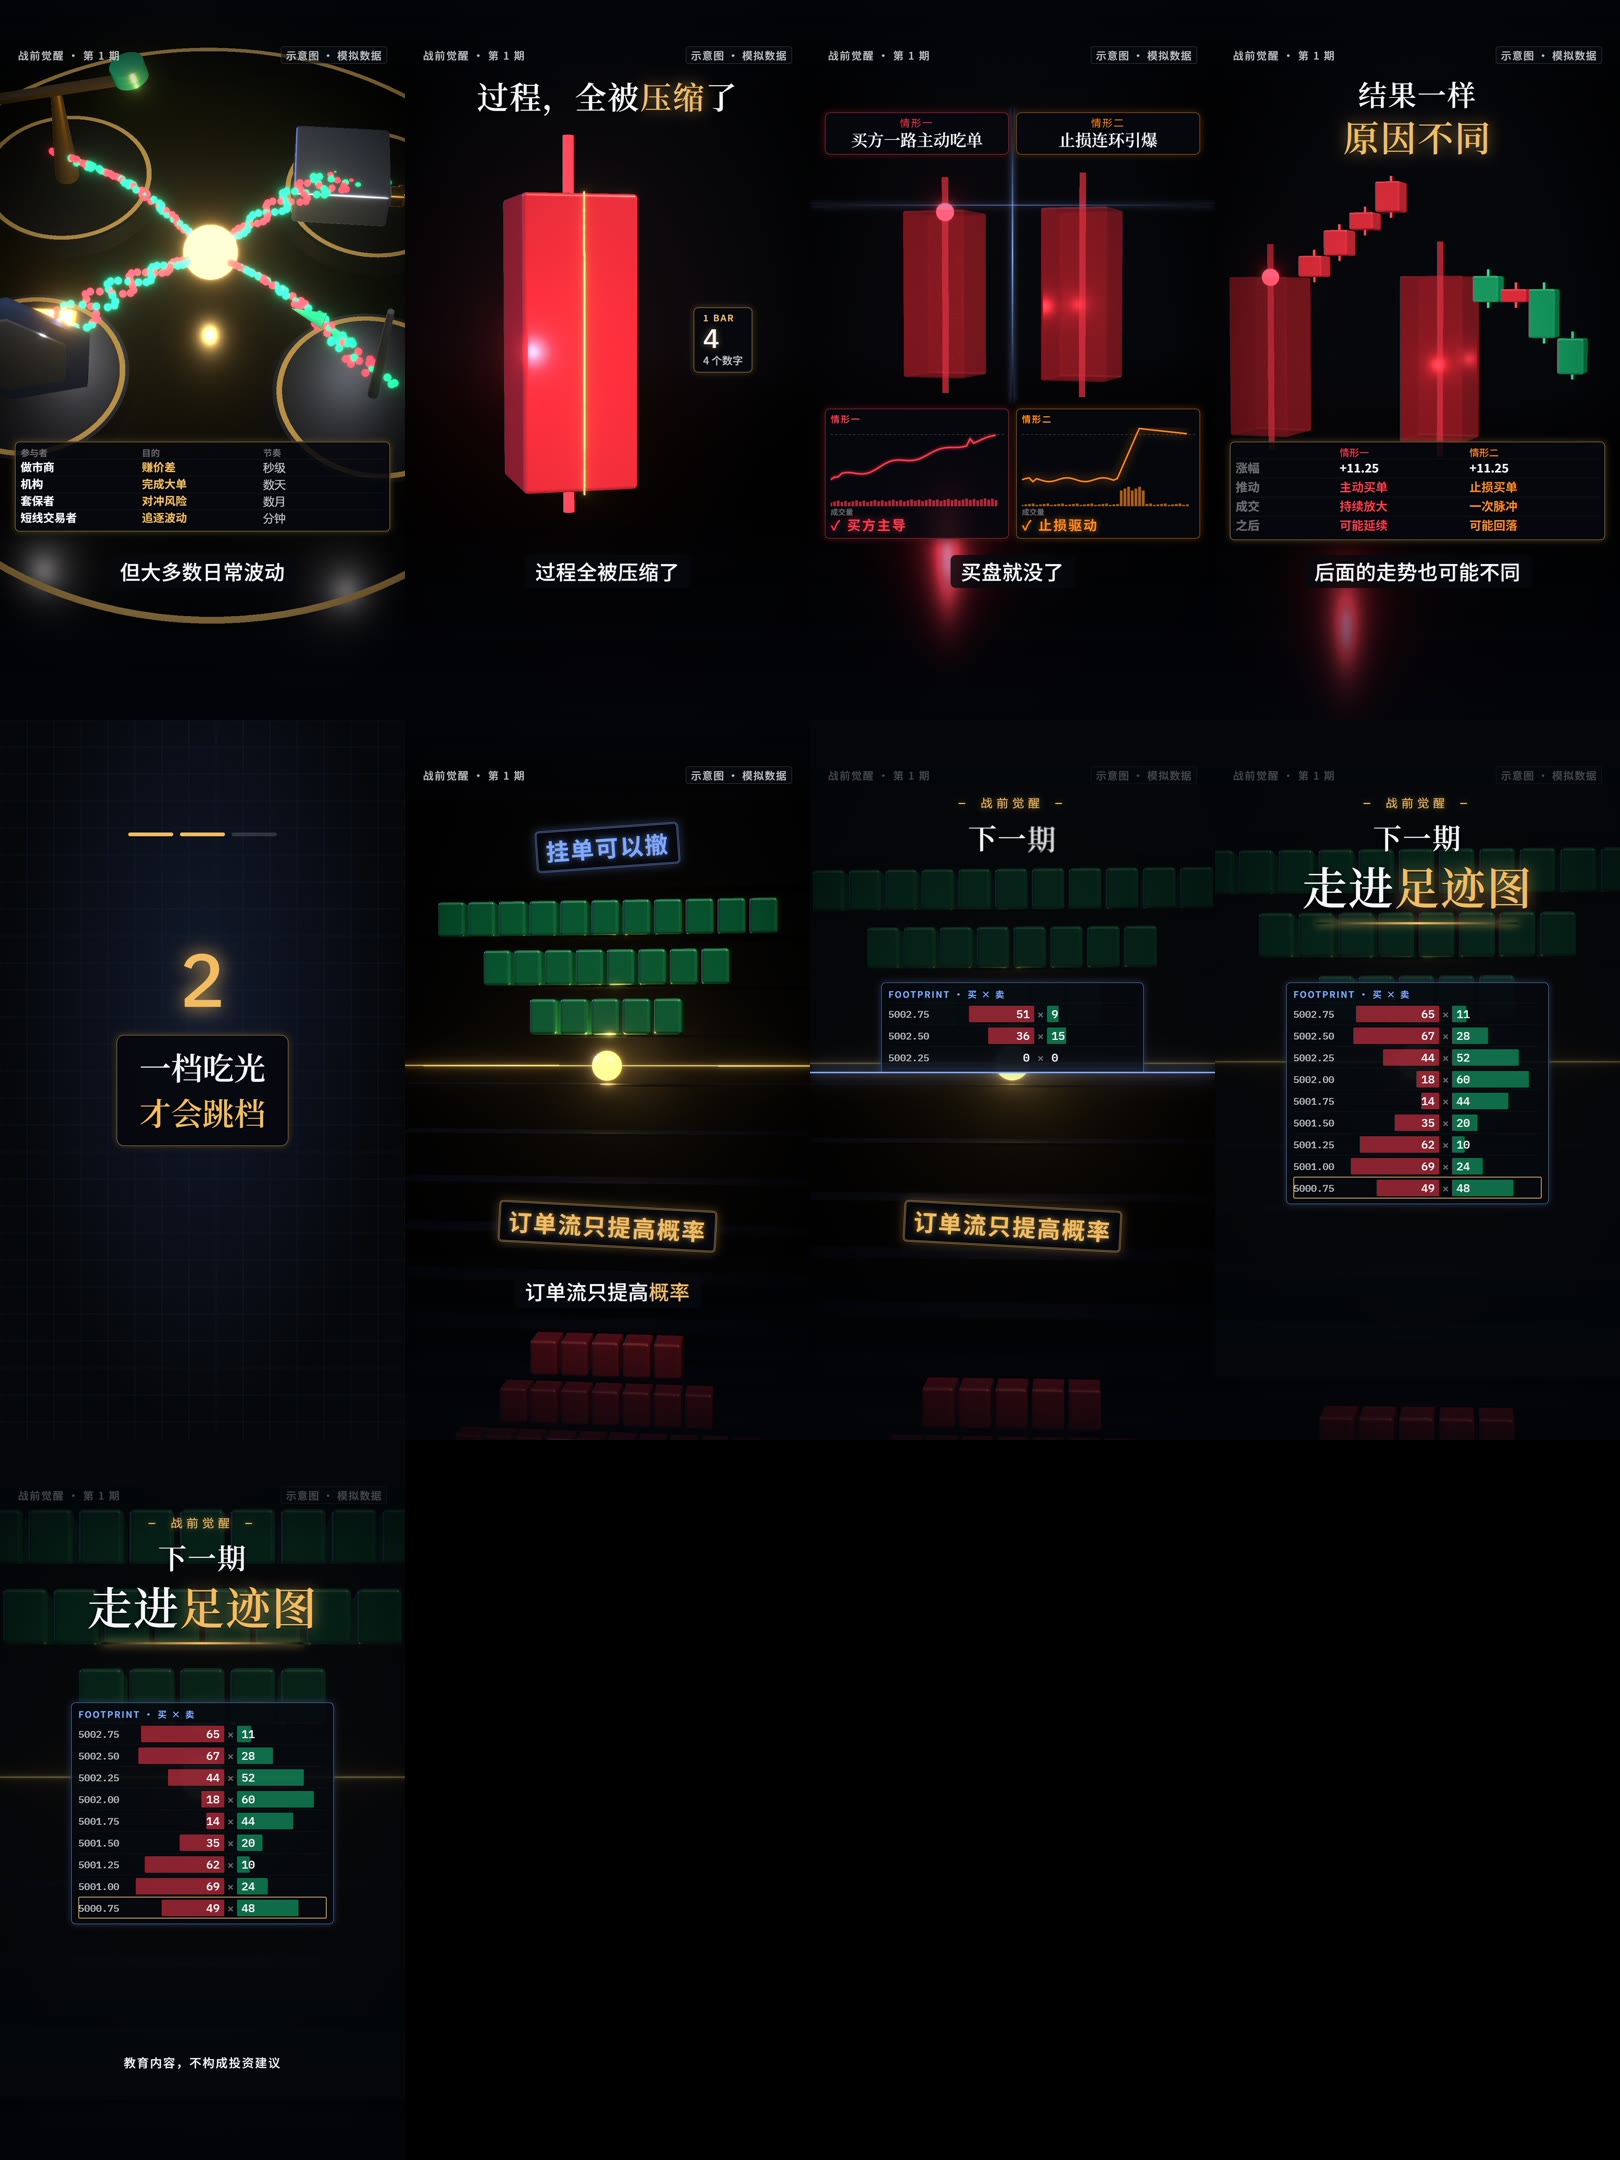 战前觉醒 · 第 1 期
示意图 · 模拟数据
参与者 目的 节奏
做市商 赚价差 秒级
机构 完成大单 数天
套保者 对冲风险 数月
短线交易者 追逐波动 分钟
但大多数日常波动
战前觉醒 · 第 1 期
示意图 · 模拟数据
过程，全被压缩了
1 BAR
4
4 个数字
过程全被压缩了
战前觉醒 · 第 1 期
示意图 · 模拟数据
情形一
买方一路主动吃单
情形二
止损连环引爆
情形一
成交量
✓ 买方主导
情形二
成交量
✓ 止损驱动
买盘就没了
战前觉醒 · 第 1 期
示意图 · 模拟数据
结果一样
原因不同
情形一 情形二
涨幅 +11.25 +11.25
推动 主动买单 止损买单
成交 持续放大 一次脉冲
之后 可能延续 可能回落
后面的走势也可能不同
2
一档吃光
才会跳档
战前觉醒 · 第 1 期
示意图 · 模拟数据
挂单可以撤
订单流只提高概率
订单流只提高概率
战前觉醒 · 第 1 期
示意图 · 模拟数据
— 战前觉醒 —
下一期
FOOTPRINT · 买 × 卖
5002.75 51 × 9
5002.50 36 × 15
5002.25 0 × 0
订单流只提高概率
战前觉醒 · 第 1 期
示意图 · 模拟数据
— 战前觉醒 —
下一期
走进足迹图
FOOTPRINT · 买 × 卖
5002.75 65 × 11
5002.50 67 × 28
5002.25 44 × 52
5002.00 18 × 60
5001.75 14 × 44
5001.50 35 × 20
5001.25 62 × 10
5001.00 69 × 24
5000.75 49 × 48
战前觉醒 · 第 1 期
示意图 · 模拟数据
— 战前觉醒 —
下一期
走进足迹图
FOOTPRINT · 买 × 卖
5002.75 65 × 11
5002.50 67 × 28
5002.25 44 × 52
5002.00 18 × 60
5001.75 14 × 44
5001.50 35 × 20
5001.25 62 × 10
5001.00 69 × 24
5000.75 49 × 48
教育内容，不构成投资建议